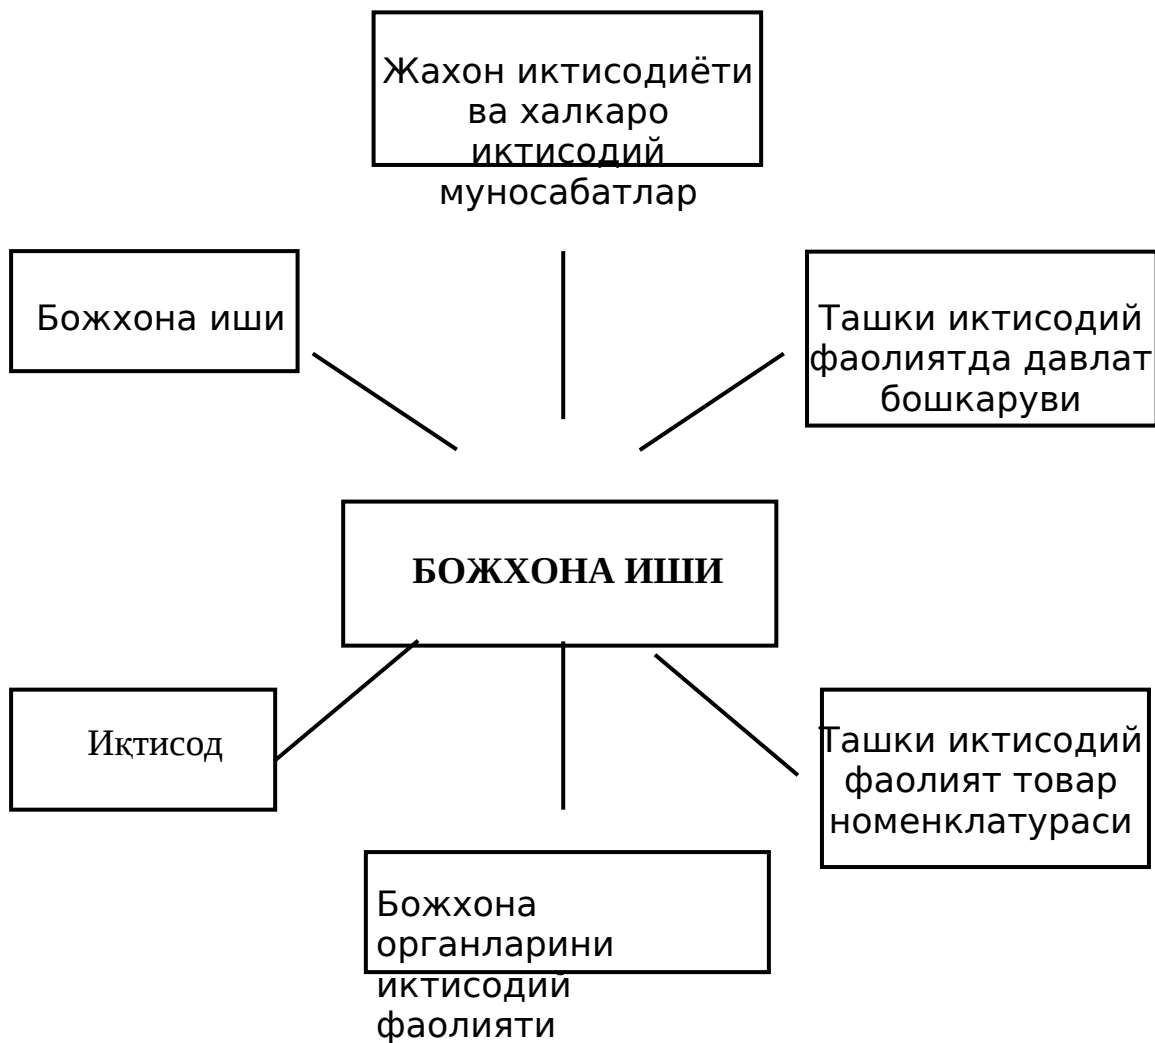 Жахон иктисодиёти
ва халкаро
иктисодий
муносабатлар
Божхона иши
Ташки иктисодий
фаолиятда давлат
бошкаруви
БОЖХОНА ИШИ
Иқтисод
Ташки иктисодий
фаолият товар
номенклатураси
Божхона
органларини
иктисодий
фаолияти